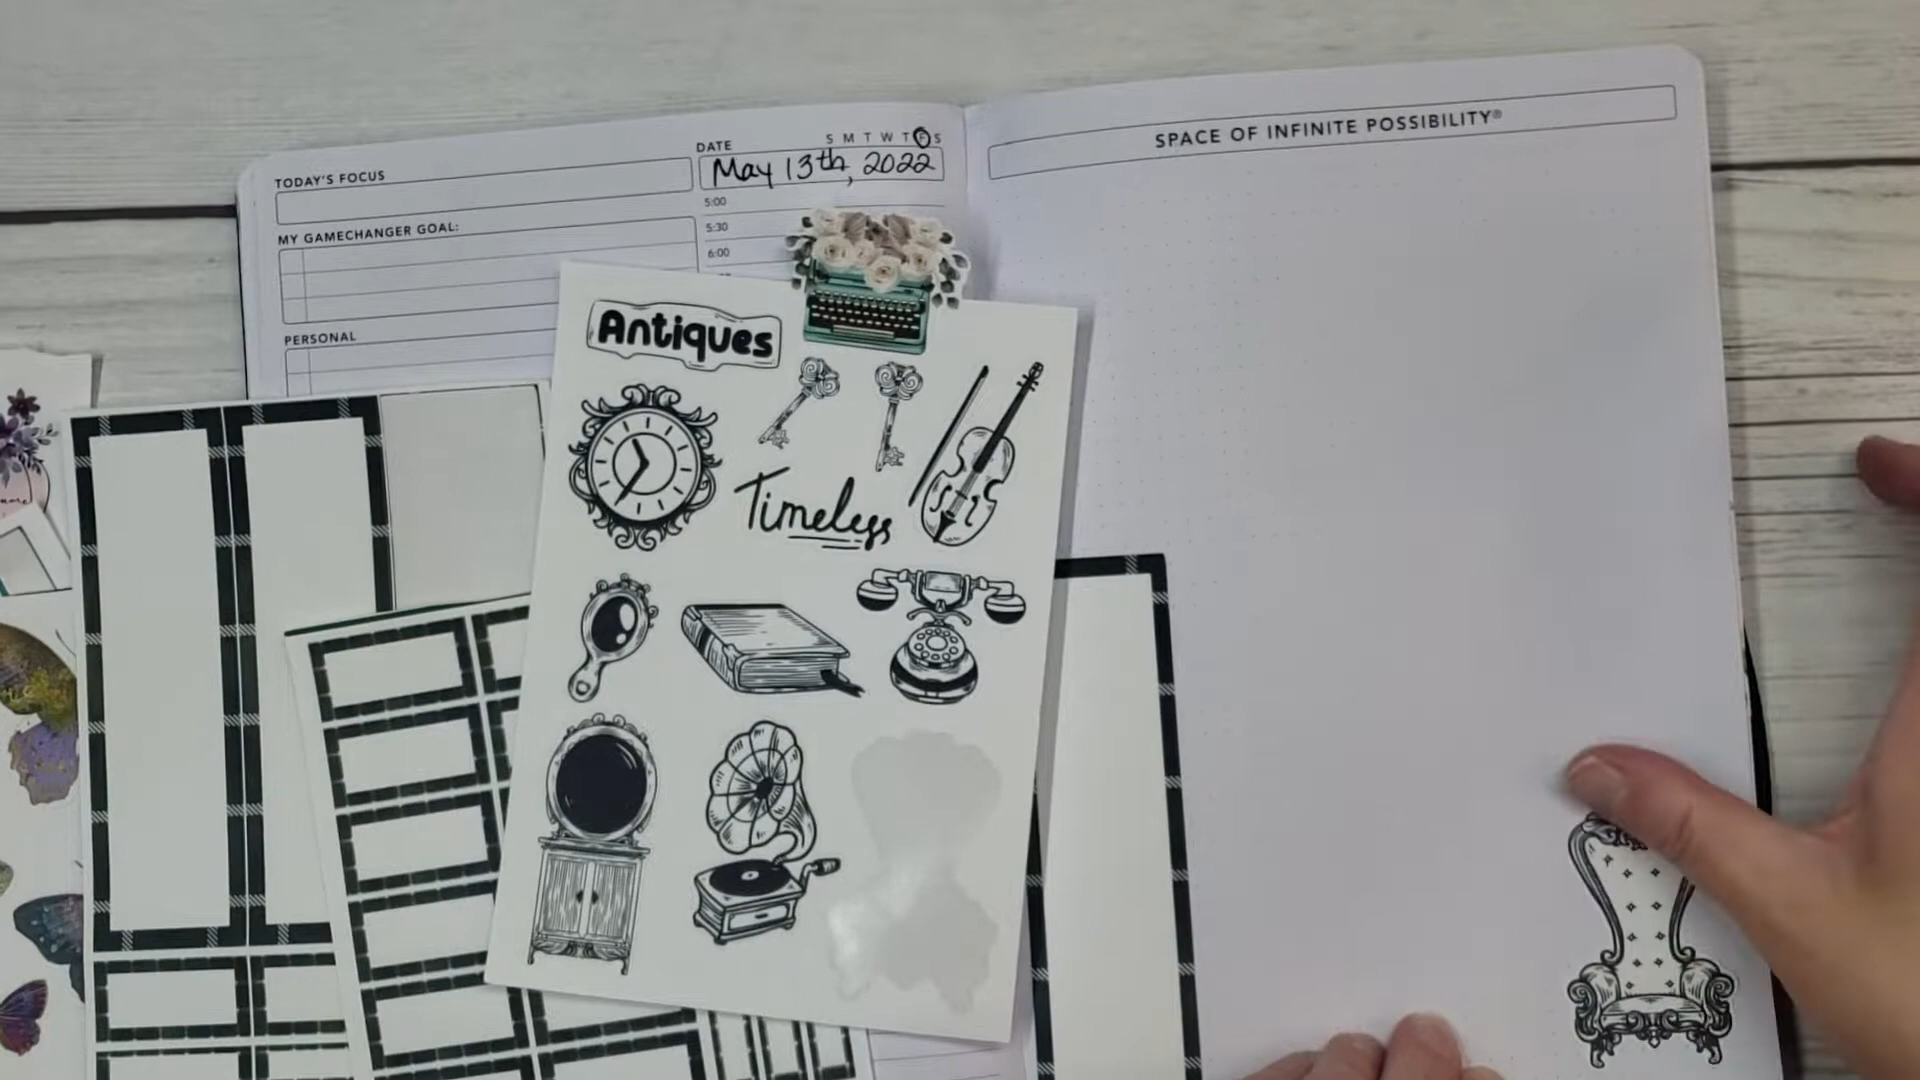 SPACE OF INFINITE POSSIBILITY®
DATE
S M T W T F S
May 13th, 2022
TODAY'S FOCUS
5:00
MY GAMECHANGER GOAL:
5:30
6:00
PERSONAL
Antiques
Timeless